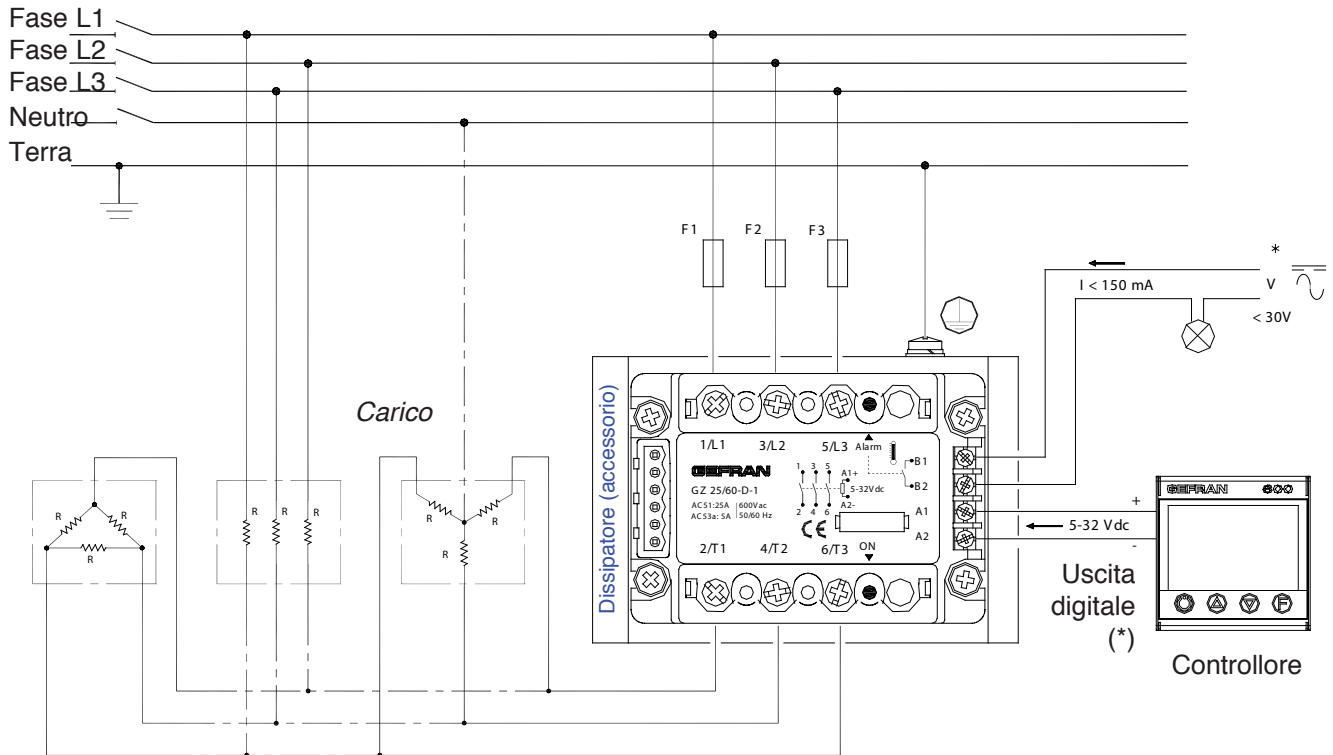 Fase L1
Fase L2
Fase L3
Neutro
Terra
F1 F2 F3
*
I < 150 mA V
< 30V
Carico
Dissipatore (accessorio)
1/L1 3/L2 5/L3 Alarm
GEFRAN
GZ 25/60-D-1
AC51:25A 600Vac
AC53a: 5A 50/60 Hz
1 3 5
A1+
5-32Vdc
A2-
2 4 6
CE
B1
B2
A1
A2
2/T1 4/T2 6/T3 ON
R R R
R R R
R R R
+
5-32 Vdc
-
Uscita
digitale
(*)
GEFRAN 800
F
Controllore